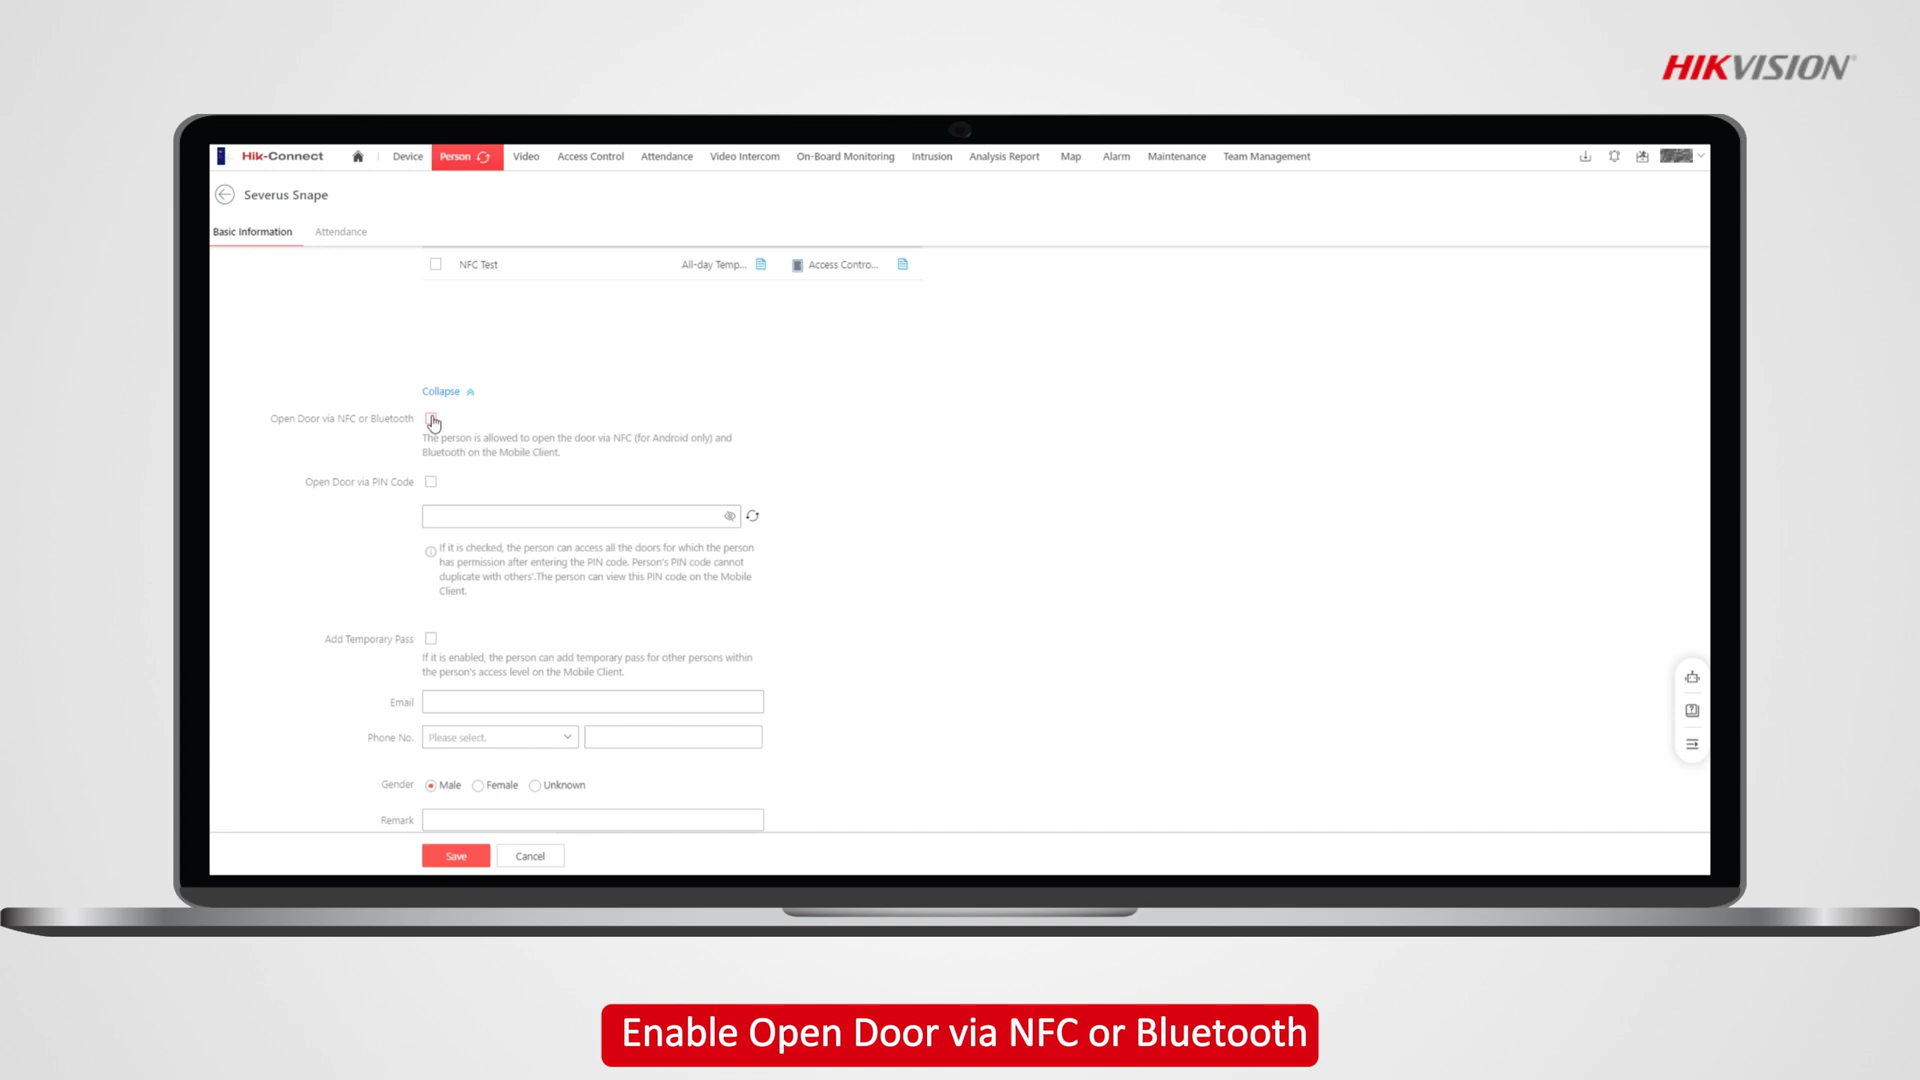 HIKVISION
Hik-Connect
Device
Person
Video
Access Control
Attendance
Video Intercom
On-Board Monitoring
Intrusion
Analysis Report
Map
Alarm
Maintenance
Team Management
Severus Snape
Basic Information
Attendance
NFC Test
All-day Temp...
Access Contro...
Collapse
Open Door via NFC or Bluetooth
The person is allowed to open the door via NFC (for Android only) and
Bluetooth on the Mobile Client.
Open Door via PIN Code
If it is checked, the person can access all the doors for which the person
has permission after entering the PIN code. Person's PIN code cannot
duplicate with others'.The person can view this PIN code on the Mobile
Client.
Add Temporary Pass
If it is enabled, the person can add temporary pass for other persons within
the person's access level on the Mobile Client.
Email
Phone No.
Please select.
Gender
Male
Female
Unknown
Remark
Save
Cancel
Enable Open Door via NFC or Bluetooth